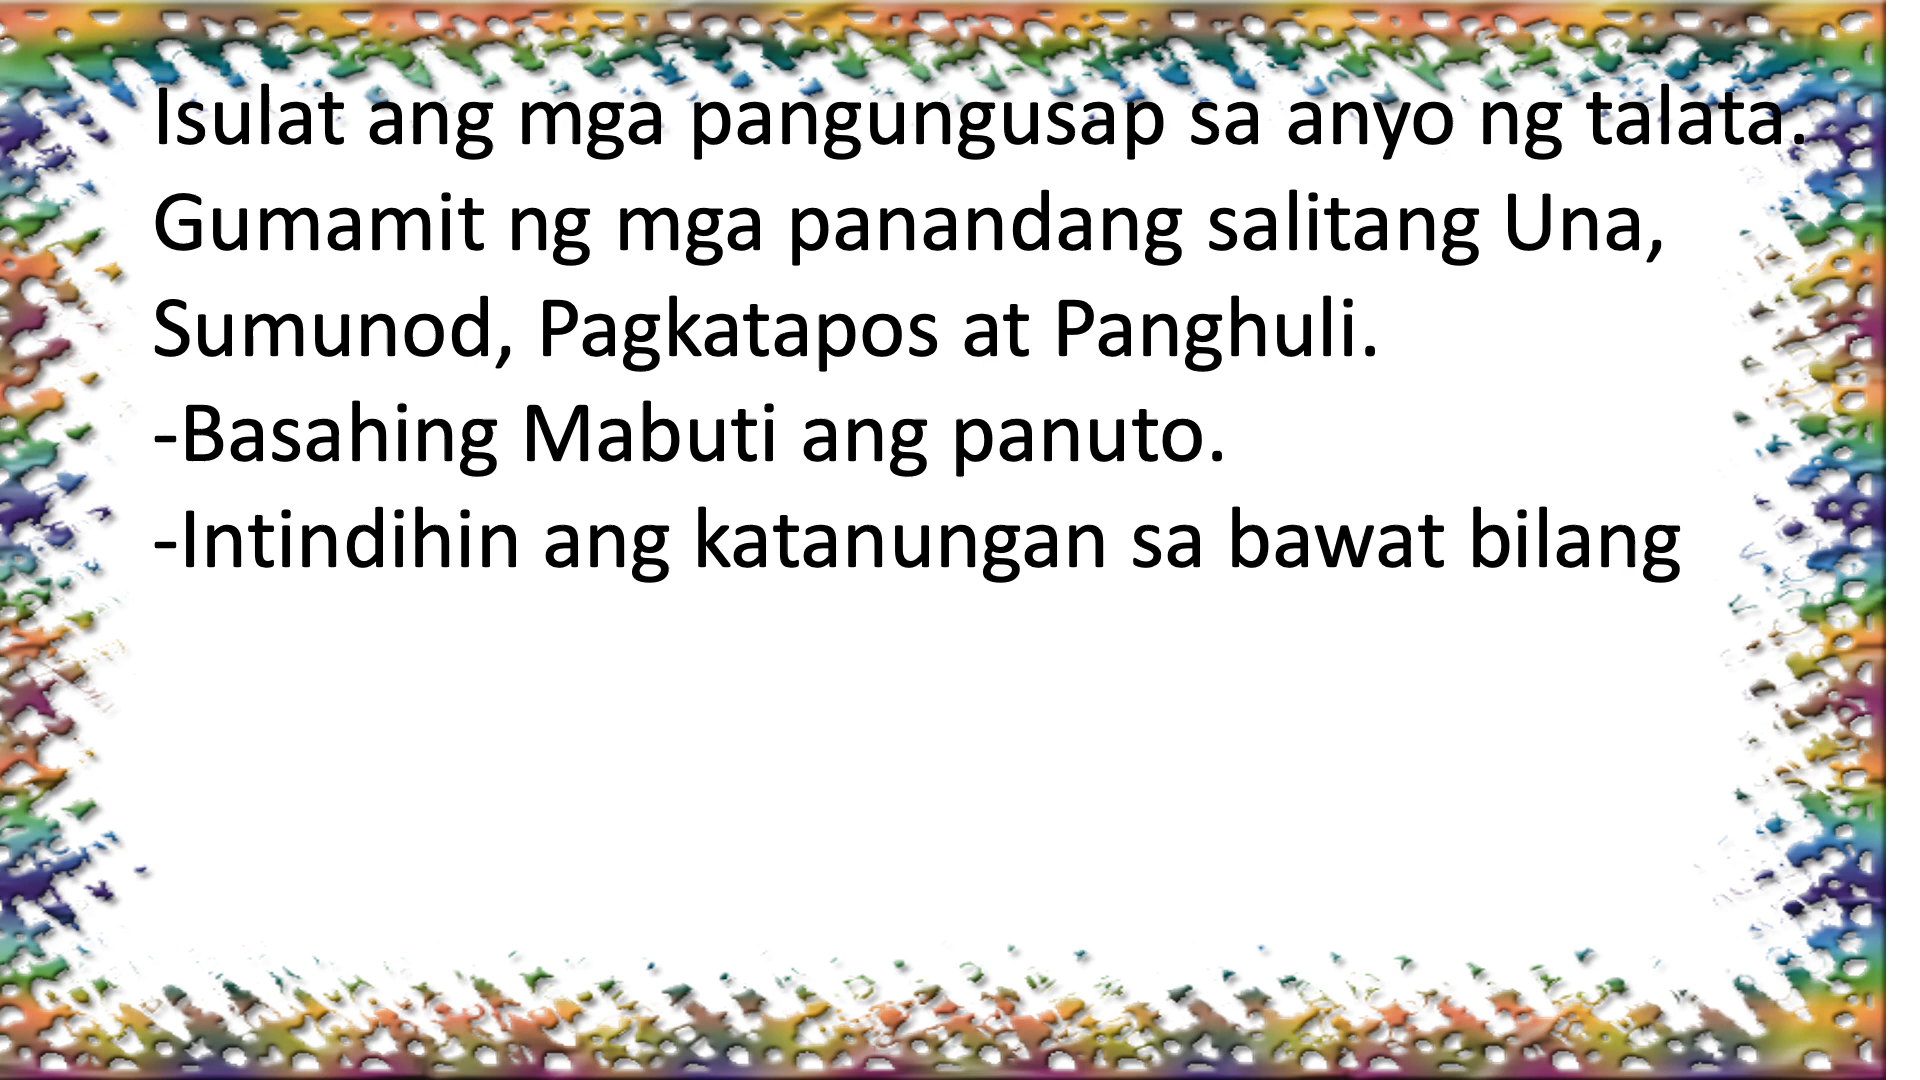 Isulat ang mga pangungusap sa anyo ng talata.
Gumamit ng mga panandang salitang Una,
Sumunod, Pagkatapos at Panghuli.
-Basahing Mabuti ang panuto.
-Intindihin ang katanungan sa bawat bilang